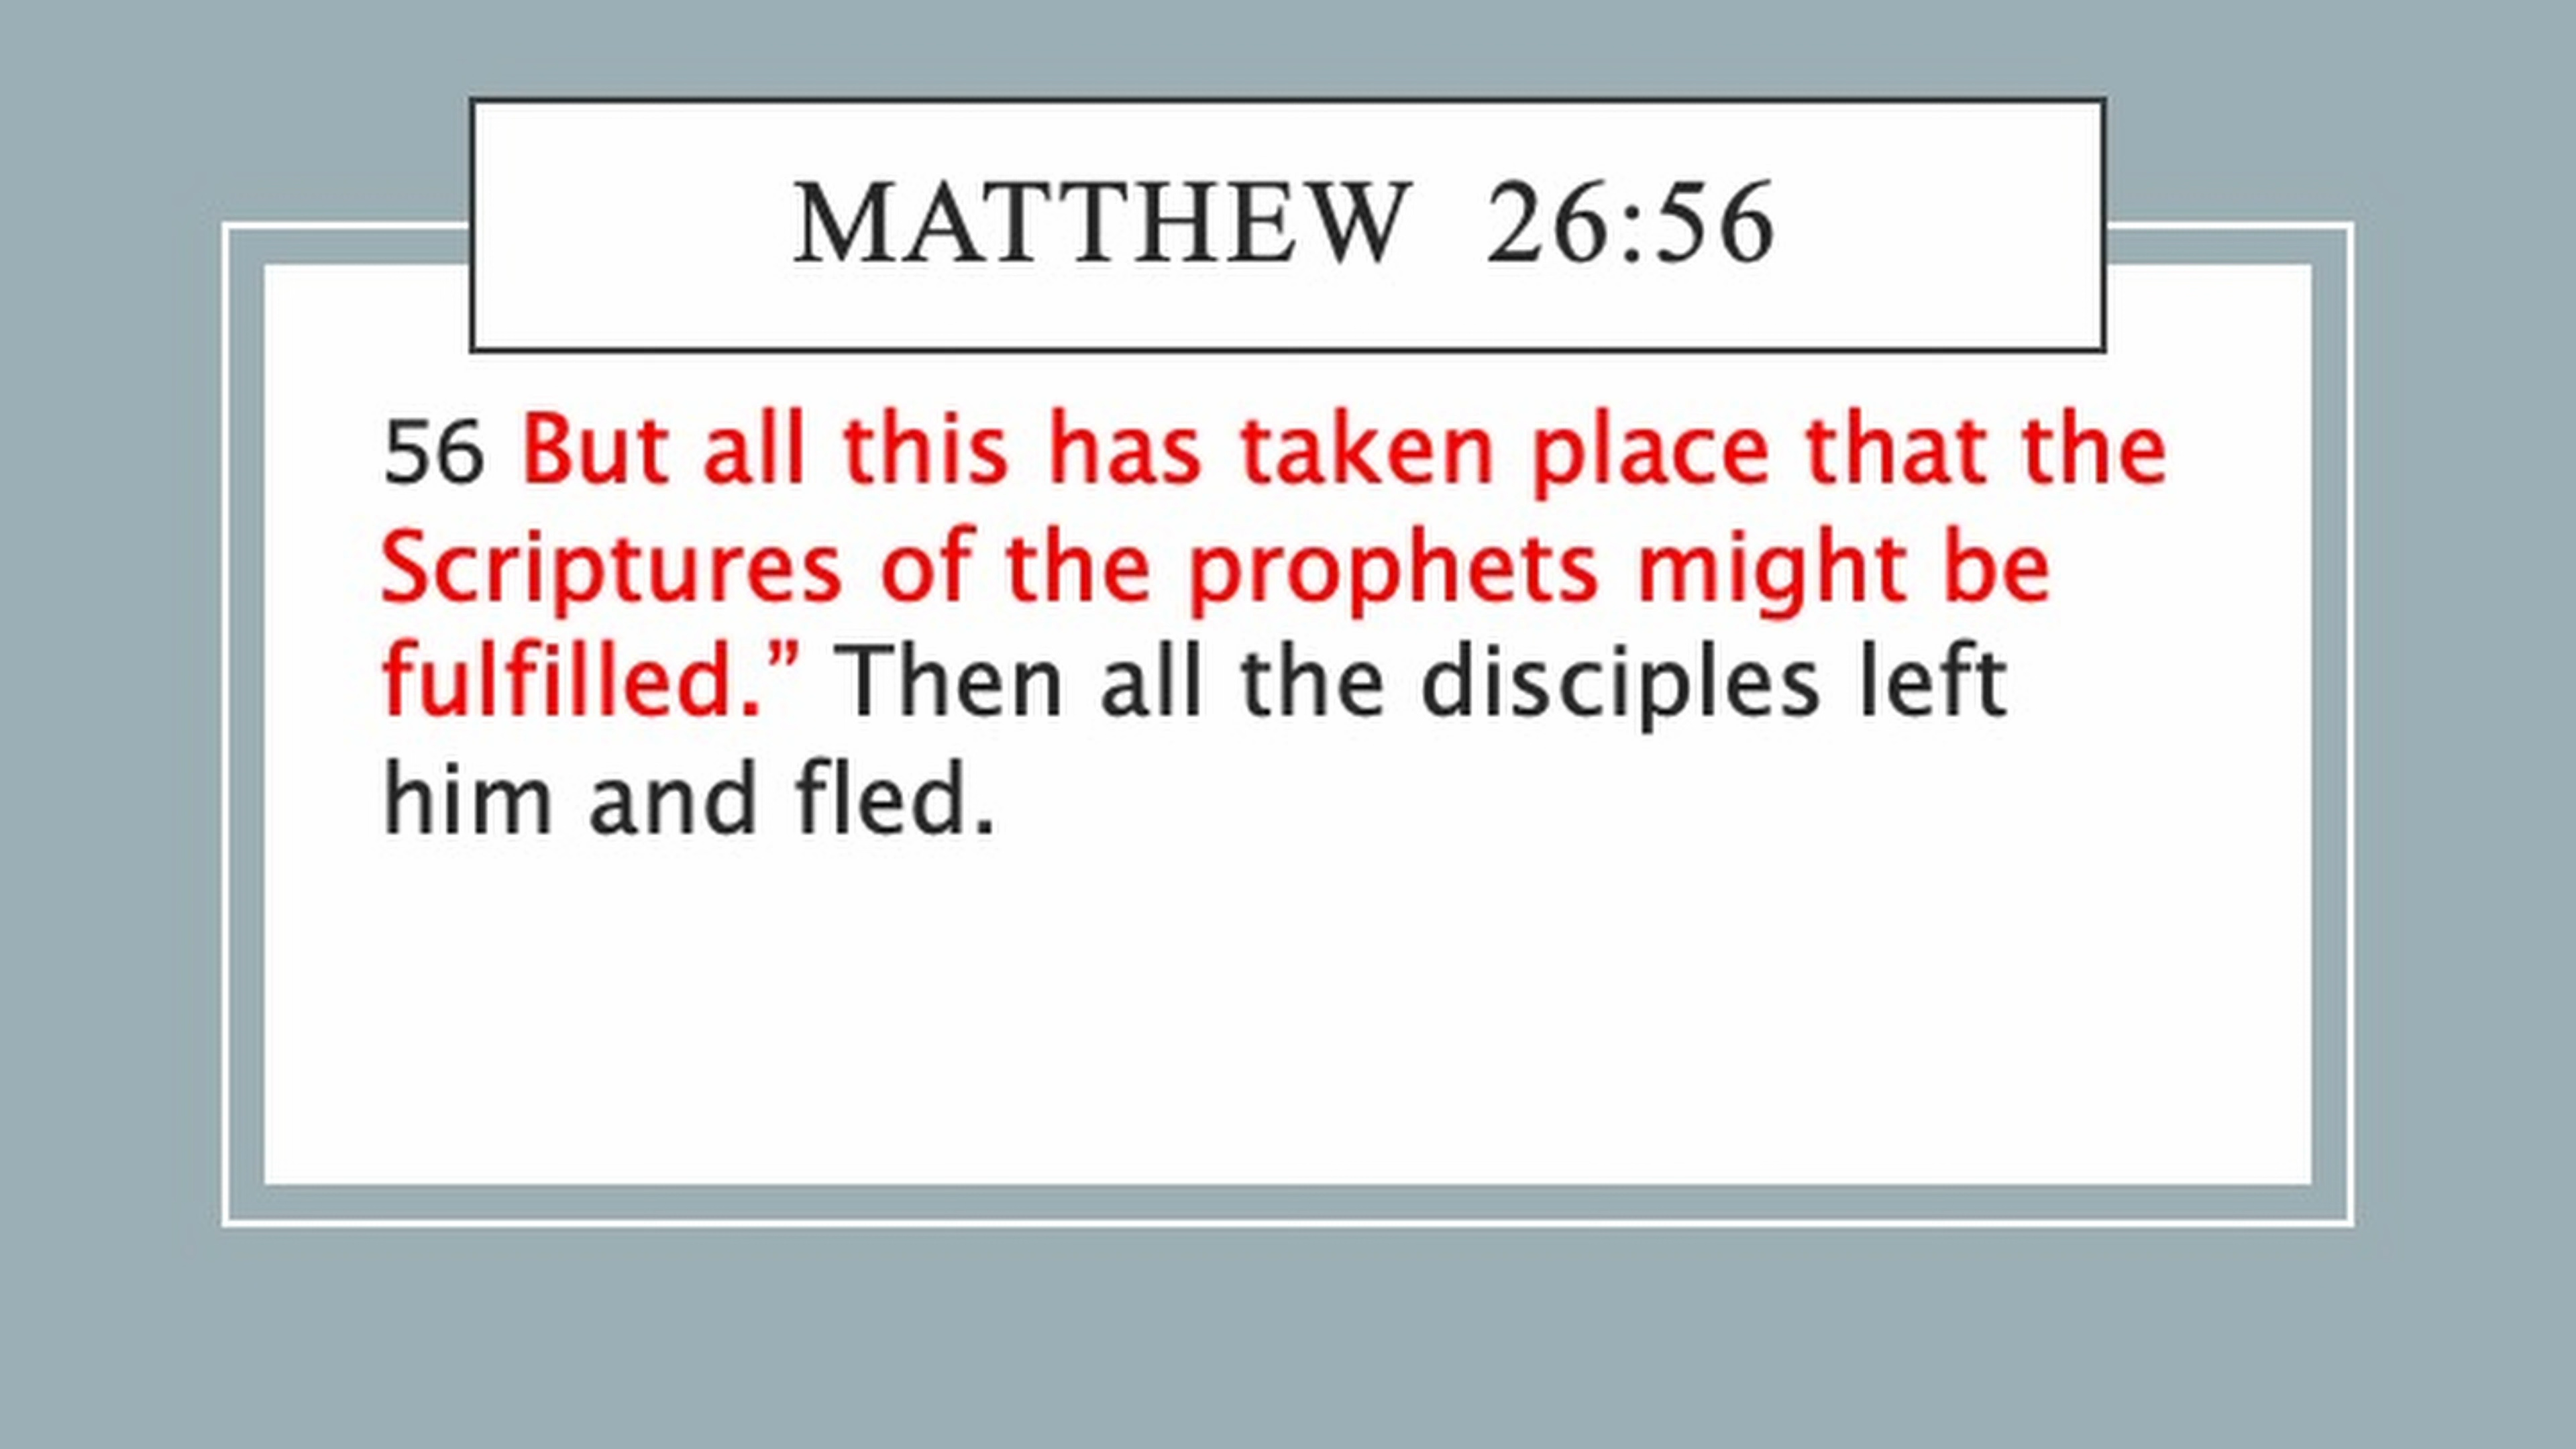 MATTHEW 26:56
56 But all this has taken place that the
Scriptures of the prophets might be
fulfilled.” Then all the disciples left
him and fled.